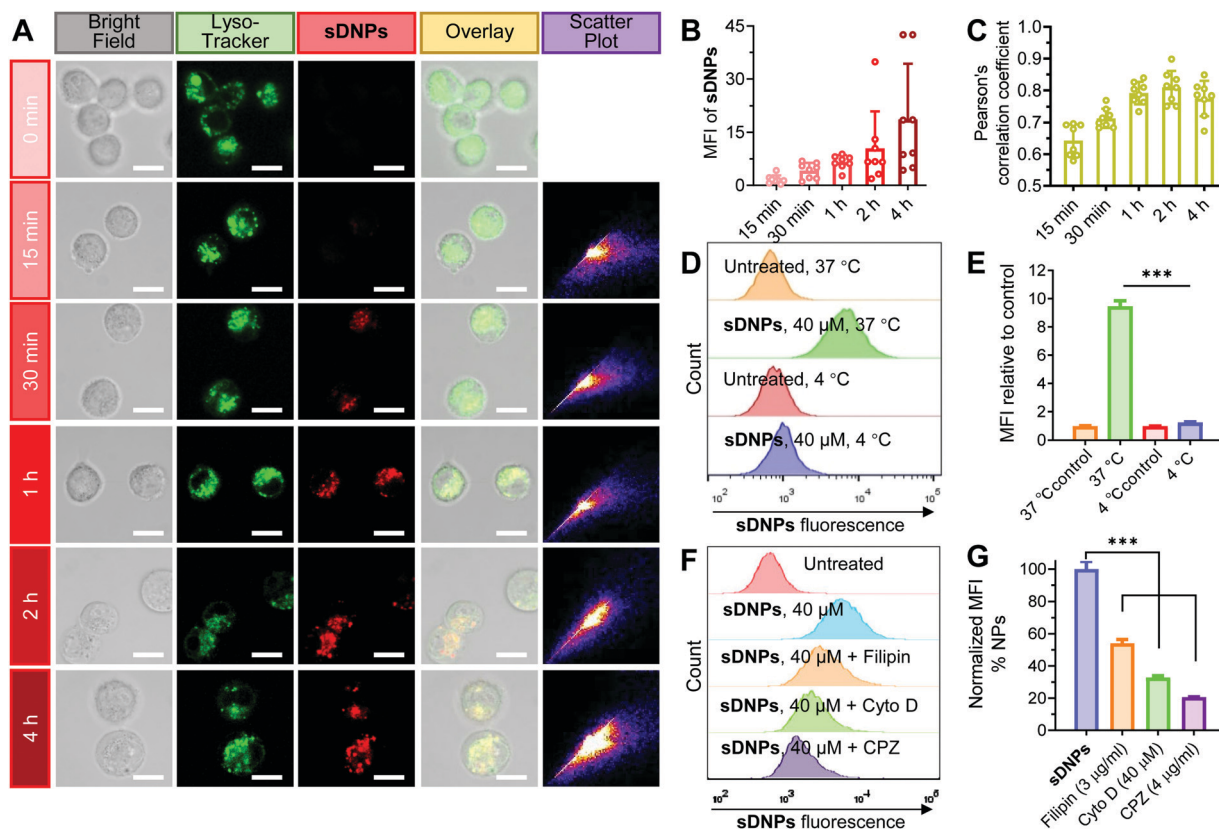 A
Bright
Field
Lyso-
Tracker
sDNPs
Overlay
Scatter
Plot
0 min
15 min
30 min
1 h
2 h
4 h
B
MFI of sDNPs
45
30
15
0
15 min
30 miin
1 h
2 h
4 h
C
Pearson's
correlation coefficient
1.0
0.9
0.8
0.7
0.6
0.5
15 min
30 miin
1 h
2 h
4 h
D
Count
Untreated, 37 °C
sDNPs, 40 µM, 37 °C
Untreated, 4 °C
sDNPs, 40 µM, 4 °C
10² 10³ 10⁴ 10⁵
sDNPs fluorescence
E
MFI relative to control
12
10
8
6
4
2
0
***
37 °Ccontrol
37 °C
4 °Ccontrol
4 °C
F
Count
Untreated
sDNPs, 40 µM
sDNPs, 40 µM + Filipin
sDNPs, 40 µM + Cyto D
sDNPs, 40 µM + CPZ
10² 10³ 10⁴ 10⁶
sDNPs fluorescence
G
Normalized MFI
% NPs
100
80
60
40
20
0
***
sDNPs
Filipin (3 µg/ml)
Cyto D (40 µM)
CPZ (4 µg/ml)